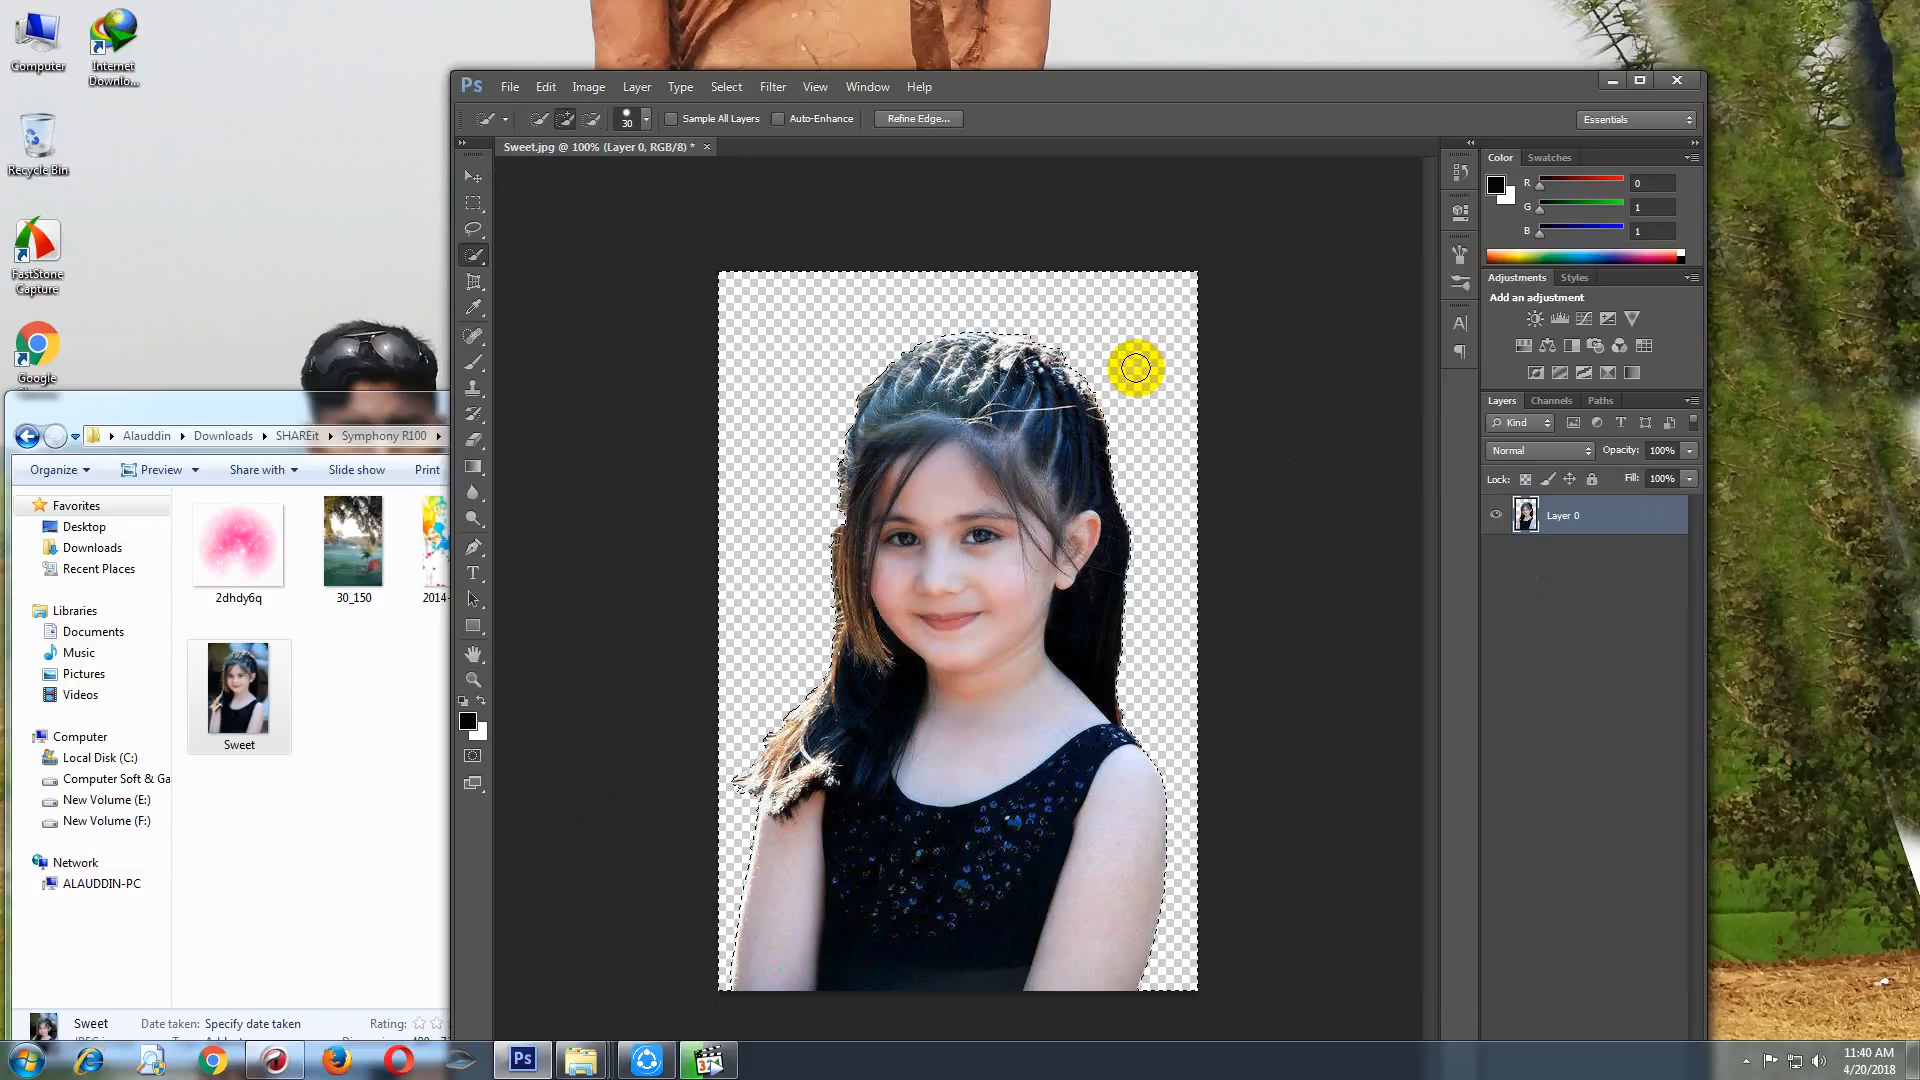 Computer
Internet
Downlo...
Recycle Bin
FastStone
Capture
Google
Ps File Edit Image Layer Type Select Filter View Window Help
30 Sample All Layers Auto-Enhance Refine Edge... Essentials
Sweet.jpg @ 100% (Layer 0, RGB/8) * ×
Color Swatches
R 0
G 1
B 1
Adjustments Styles
Add an adjustment
Layers Channels Paths
Kind
Normal Opacity: 100%
Lock: Fill: 100%
Layer 0
Alauddin Downloads SHAREit Symphony R100
Organize Preview Share with Slide show Print
Favorites
Desktop
Downloads
Recent Places
Libraries
Documents
Music
Pictures
Videos
Computer
Local Disk (C:)
Computer Soft & Ga
New Volume (E:)
New Volume (F:)
Network
ALAUDDIN-PC
2dhdy6q 30_150 2014-
Sweet
Sweet Date taken: Specify date taken Rating:
Ps
11:40 AM
4/20/2018